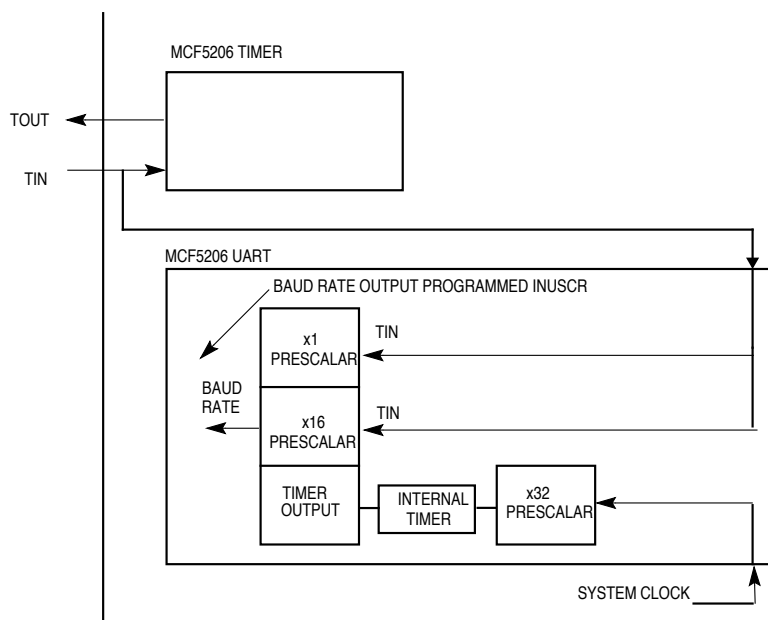 MCF5206 TIMER
TOUT
TIN
MCF5206 UART
BAUD RATE OUTPUT PROGRAMMED INUSCR
x1
PRESCALAR
TIN
BAUD
RATE
x16
PRESCALAR
TIN
TIMER
OUTPUT
INTERNAL
TIMER
x32
PRESCALAR
SYSTEM CLOCK